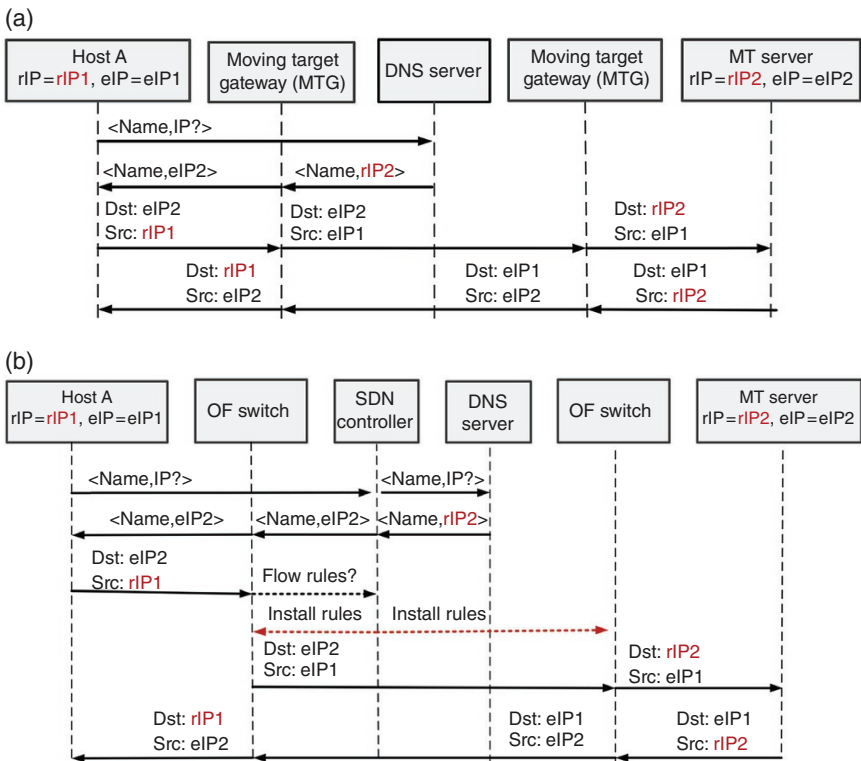 (a)
Host A
rIP=rIP1, eIP=eIP1
Moving target
gateway (MTG)
DNS server
Moving target
gateway (MTG)
MT server
rIP=rIP2, eIP=eIP2
<Name,IP?>
<Name,eIP2>
<Name,rIP2>
Dst: eIP2
Src: rIP1
Dst: eIP2
Src: eIP1
Dst: rIP2
Src: eIP1
Dst: rIP1
Src: eIP2
Dst: eIP1
Src: eIP2
Dst: eIP1
Src: rIP2
(b)
Host A
rIP=rIP1, eIP=eIP1
OF switch
SDN
controller
DNS
server
OF switch
MT server
rIP=rIP2, eIP=eIP2
<Name,IP?>
<Name,IP?>
<Name,eIP2>
<Name,eIP2>
<Name,rIP2>
Dst: eIP2
Src: rIP1
Flow rules?
Install rules
Install rules
Dst: eIP2
Src: eIP1
Dst: rIP2
Src: eIP1
Dst: rIP1
Src: eIP2
Dst: eIP1
Src: eIP2
Dst: eIP1
Src: rIP2